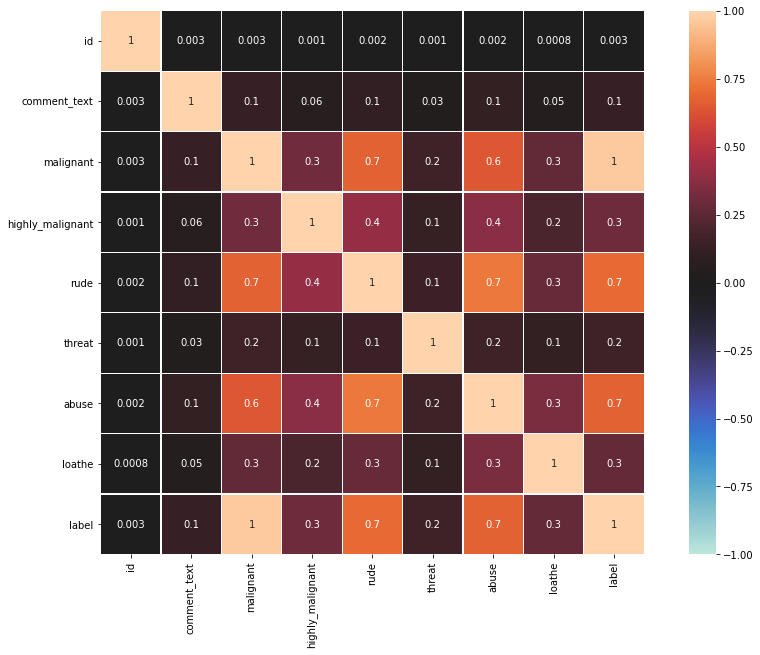 id 1 0.003 0.003 0.001 0.002 0.001 0.002 0.0008 0.003
comment_text 0.003 1 0.1 0.06 0.1 0.03 0.1 0.05 0.1
malignant 0.003 0.1 1 0.3 0.7 0.2 0.6 0.3 1
highly_malignant 0.001 0.06 0.3 1 0.4 0.1 0.4 0.2 0.3
rude 0.002 0.1 0.7 0.4 1 0.1 0.7 0.3 0.7
threat 0.001 0.03 0.2 0.1 0.1 1 0.2 0.1 0.2
abuse 0.002 0.1 0.6 0.4 0.7 0.2 1 0.3 0.7
loathe 0.0008 0.05 0.3 0.2 0.3 0.1 0.3 1 0.3
label 0.003 0.1 1 0.3 0.7 0.2 0.7 0.3 1
id comment_text malignant highly_malignant rude threat abuse loathe label
1.00
0.75
0.50
0.25
0.00
−0.25
−0.50
−0.75
−1.00